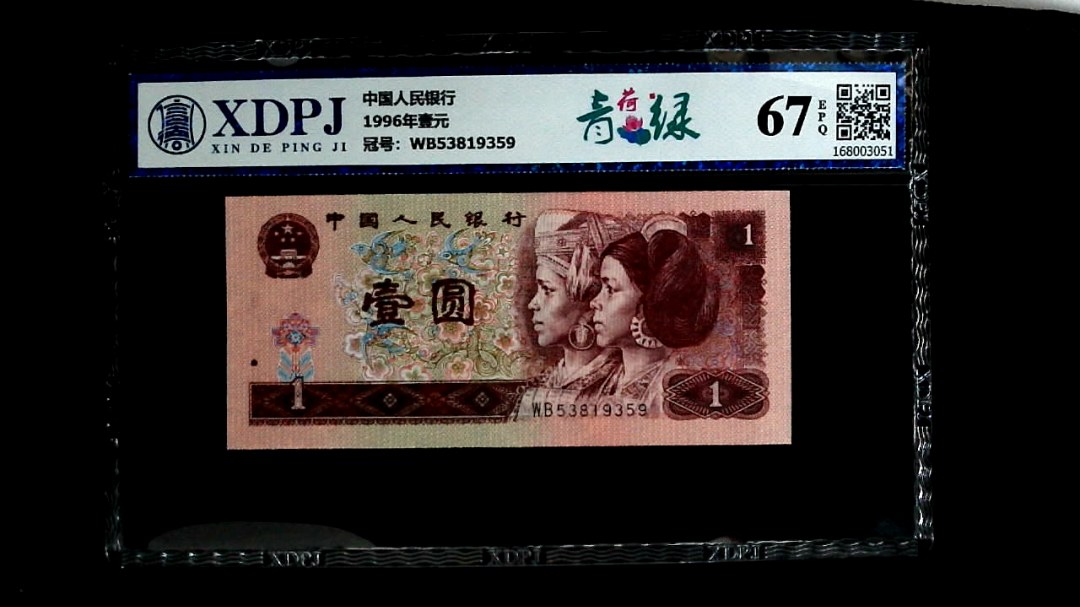 XDPJ
XIN DE PING JI
中国人民银行
1996年壹元
冠号：WB53819359
青荷绿
67
EPQ
168003051
中国人民银行
1
壹圆
1
WB53819359
1
XDPJ
XDPJ
XDPJ